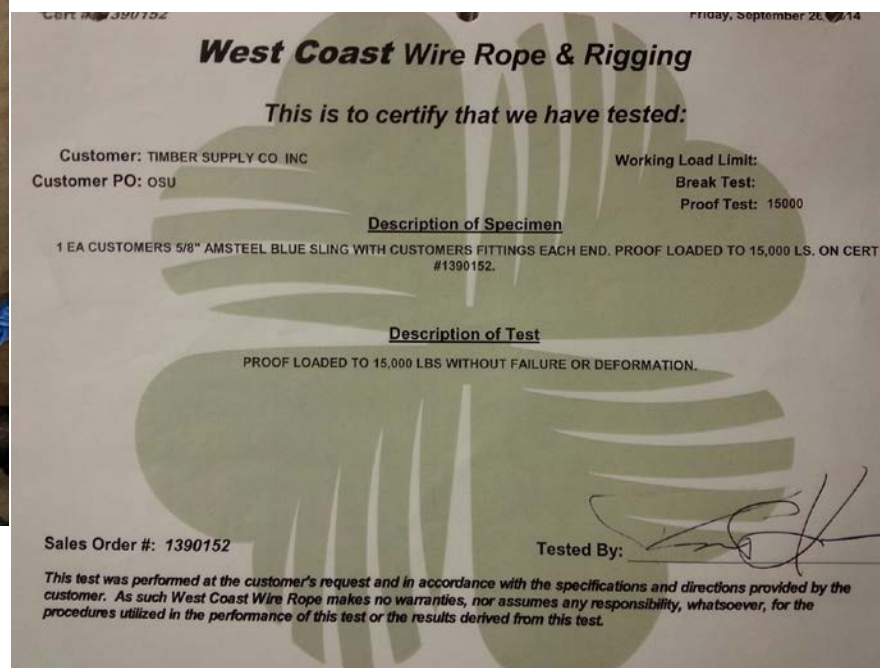 Cert # 1390152
Friday, September 26, 2014
West Coast Wire Rope & Rigging
This is to certify that we have tested:
Customer: TIMBER SUPPLY CO INC
Working Load Limit:
Customer PO: OSU
Break Test:
Proof Test: 15000
Description of Specimen
1 EA CUSTOMERS 5/8" AMSTEEL BLUE SLING WITH CUSTOMERS FITTINGS EACH END. PROOF LOADED TO 15,000 LS. ON CERT
#1390152.
Description of Test
PROOF LOADED TO 15,000 LBS WITHOUT FAILURE OR DEFORMATION.
Sales Order #: 1390152
Tested By:
This test was performed at the customer's request and in accordance with the specifications and directions provided by the
customer. As such West Coast Wire Rope makes no warranties, nor assumes any responsibility, whatsoever, for the
procedures utilized in the performance of this test or the results derived from this test.